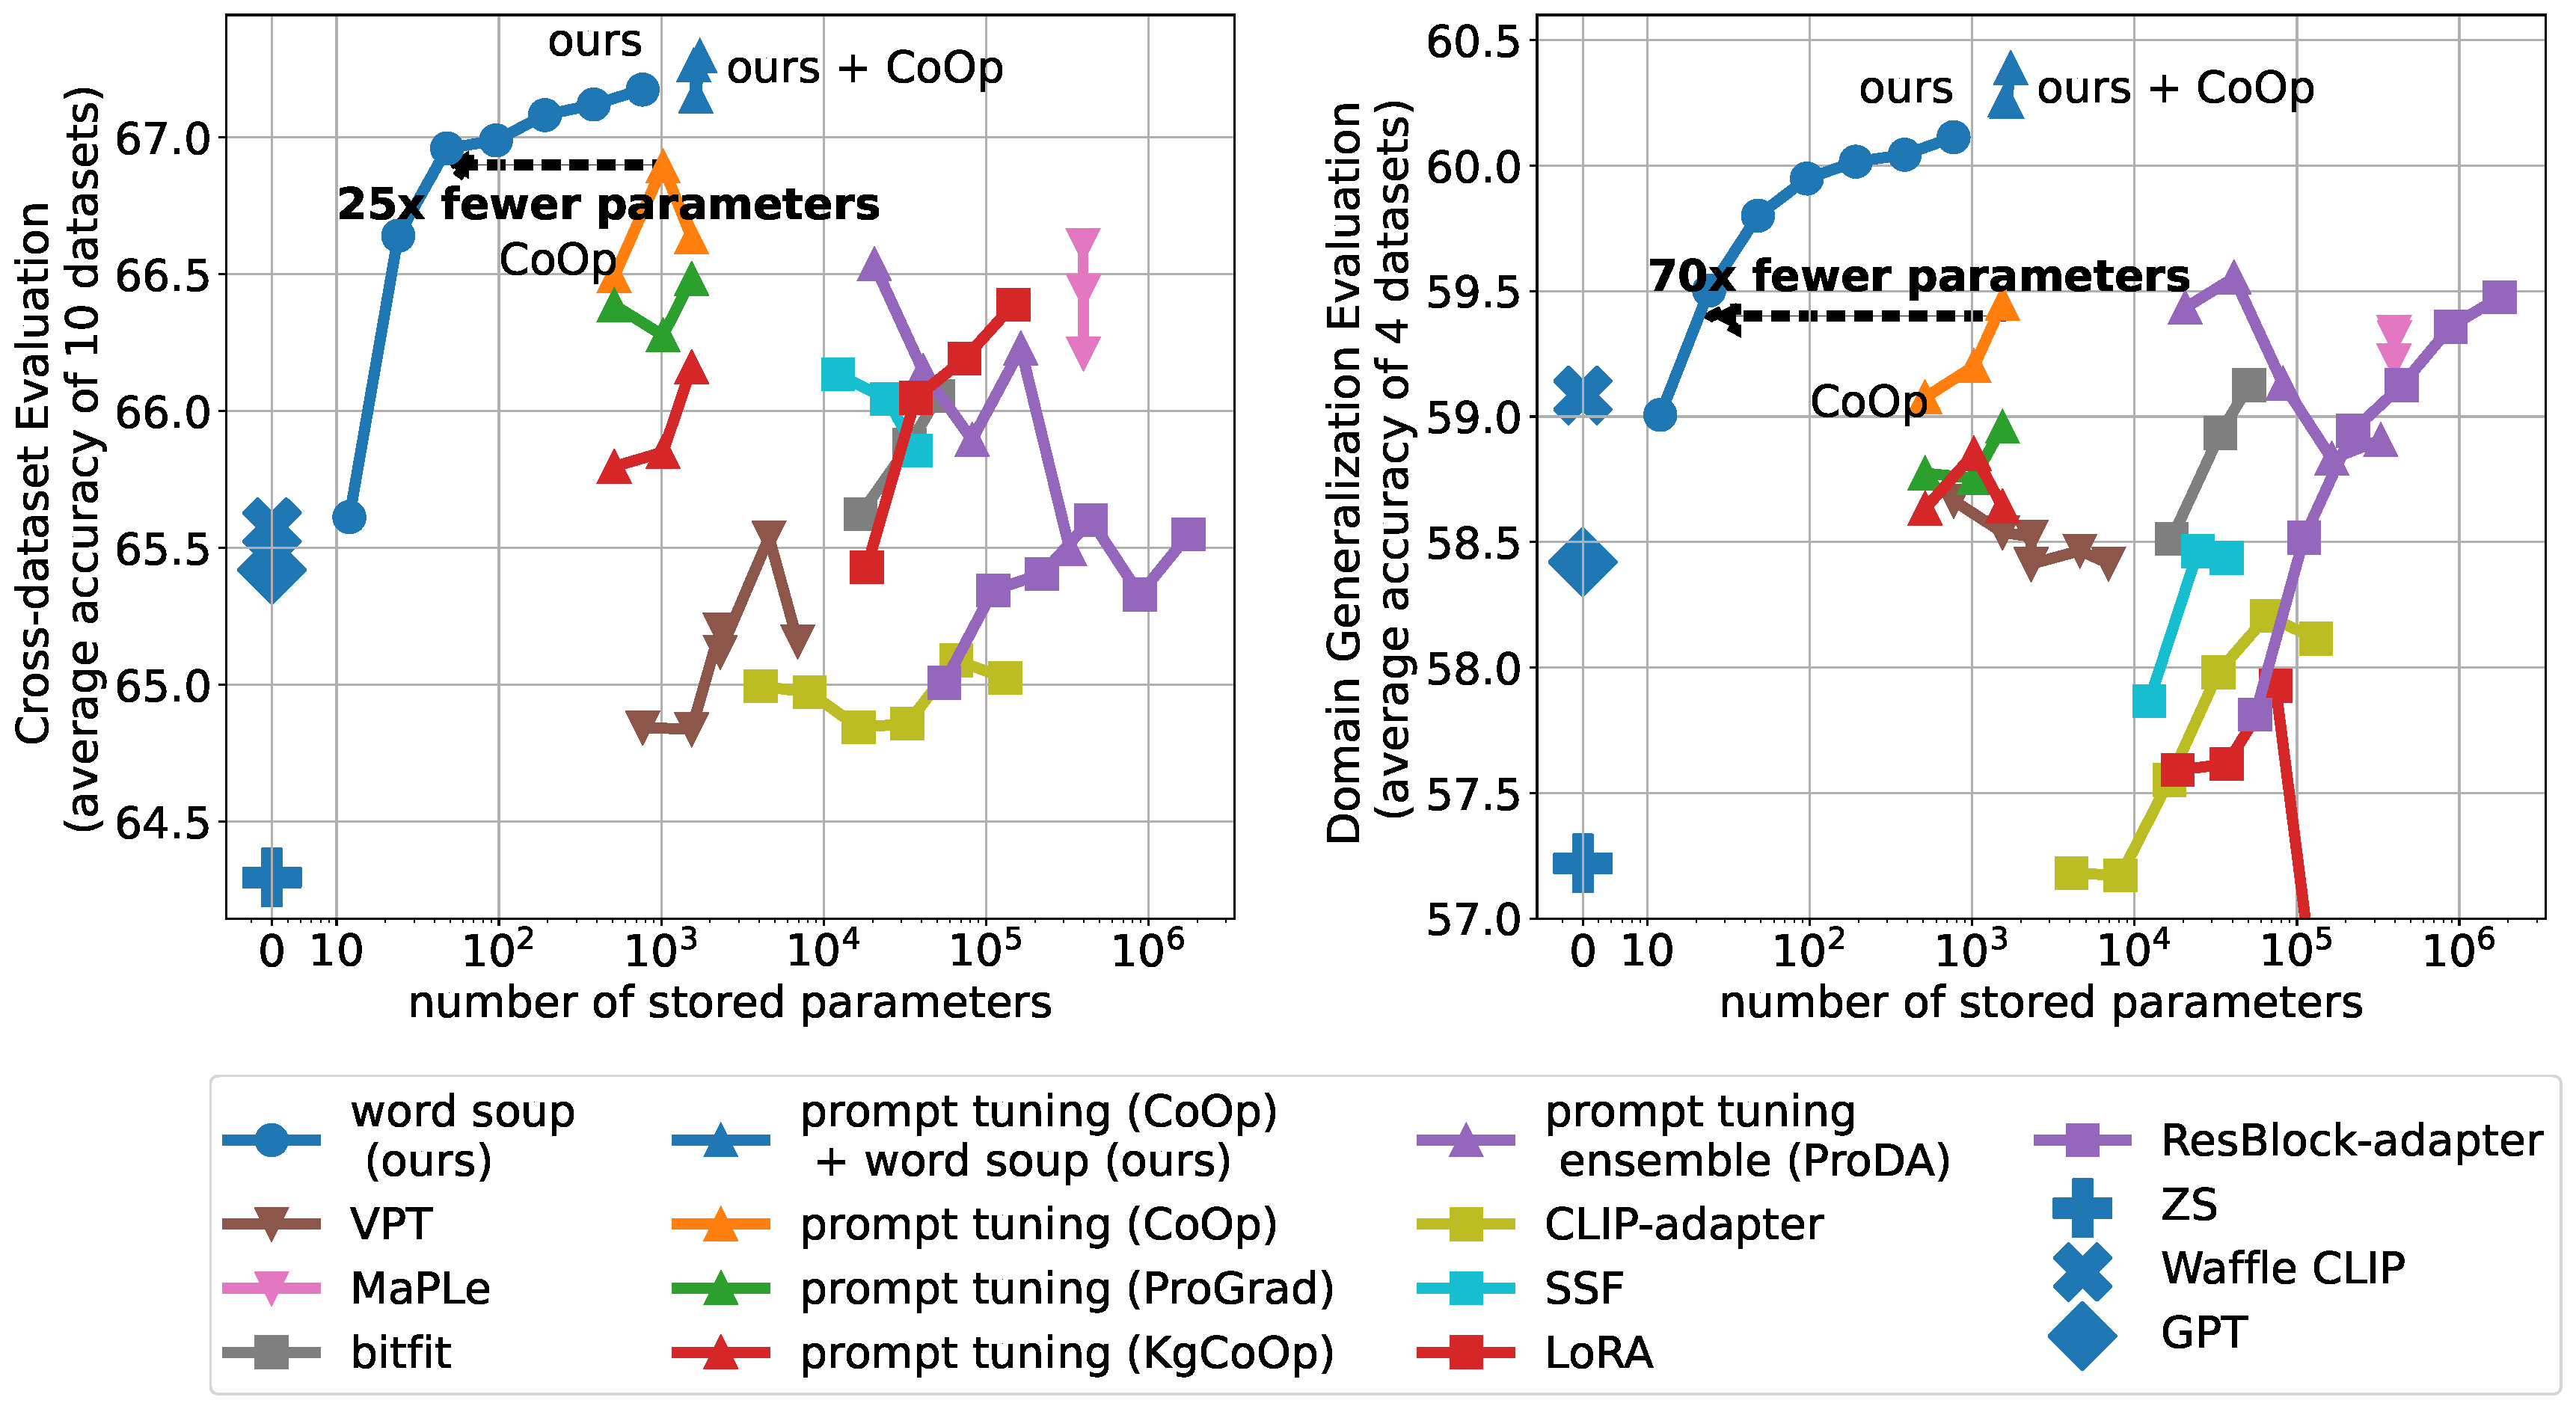 Cross-dataset Evaluation
(average accuracy of 10 datasets)
67.0
66.5
66.0
65.5
65.0
64.5
ours
ours + CoOp
25x fewer parameters
CoOp
0 10 10² 10³ 10⁴ 10⁵ 10⁶
number of stored parameters
Domain Generalization Evaluation
(average accuracy of 4 datasets)
60.5
60.0
59.5
59.0
58.5
58.0
57.5
57.0
ours
ours + CoOp
70x fewer parameters
CoOp
0 10 10² 10³ 10⁴ 10⁵ 10⁶
number of stored parameters
word soup
(ours)
VPT
MaPLe
bitfit
prompt tuning (CoOp)
+ word soup (ours)
prompt tuning (CoOp)
prompt tuning (ProGrad)
prompt tuning (KgCoOp)
prompt tuning
ensemble (ProDA)
CLIP-adapter
SSF
LoRA
ResBlock-adapter
ZS
Waffle CLIP
GPT